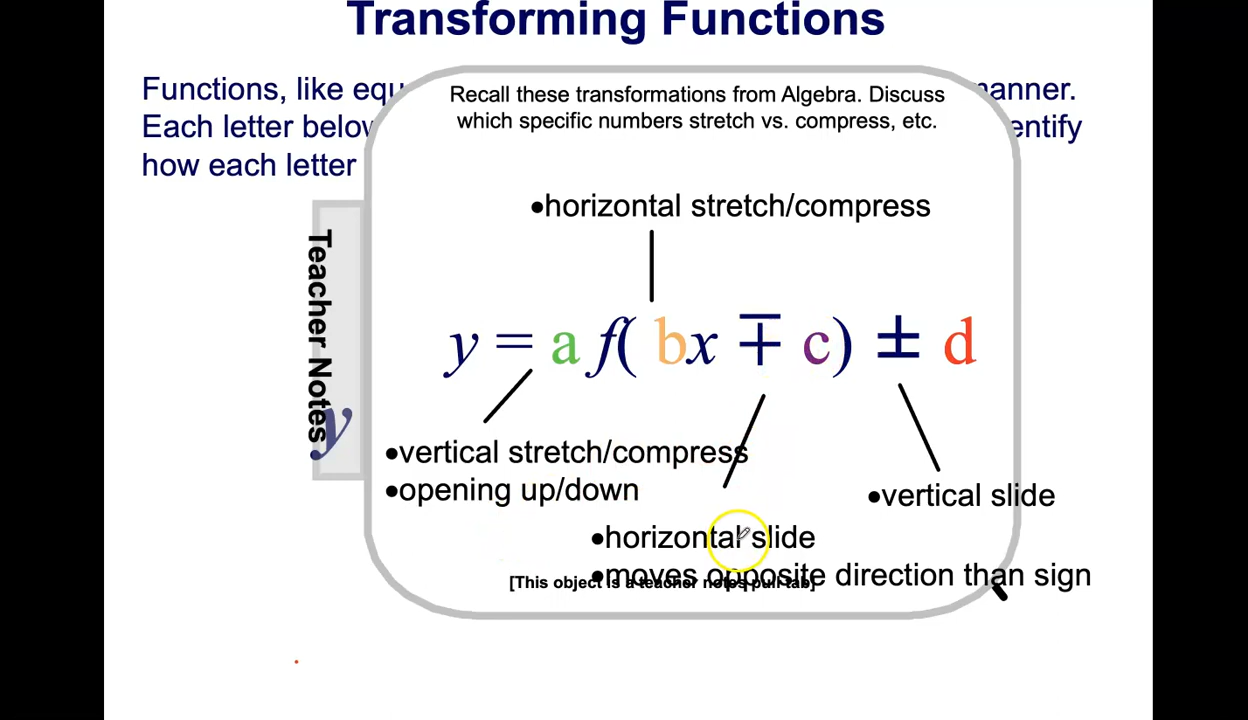 Transforming Functions
Functions, like equ
anner.
Each letter below
entify
how each letter
Recall these transformations from Algebra. Discuss
which specific numbers stretch vs. compress, etc.
•horizontal stretch/compress
y = a f( bx ∓ c) ± d
Teacher Notes
y
•vertical stretch/compress
•opening up/down
•vertical slide
•horizontal slide
•moves opposite direction than sign
[This object is a teacher notes pull tab]